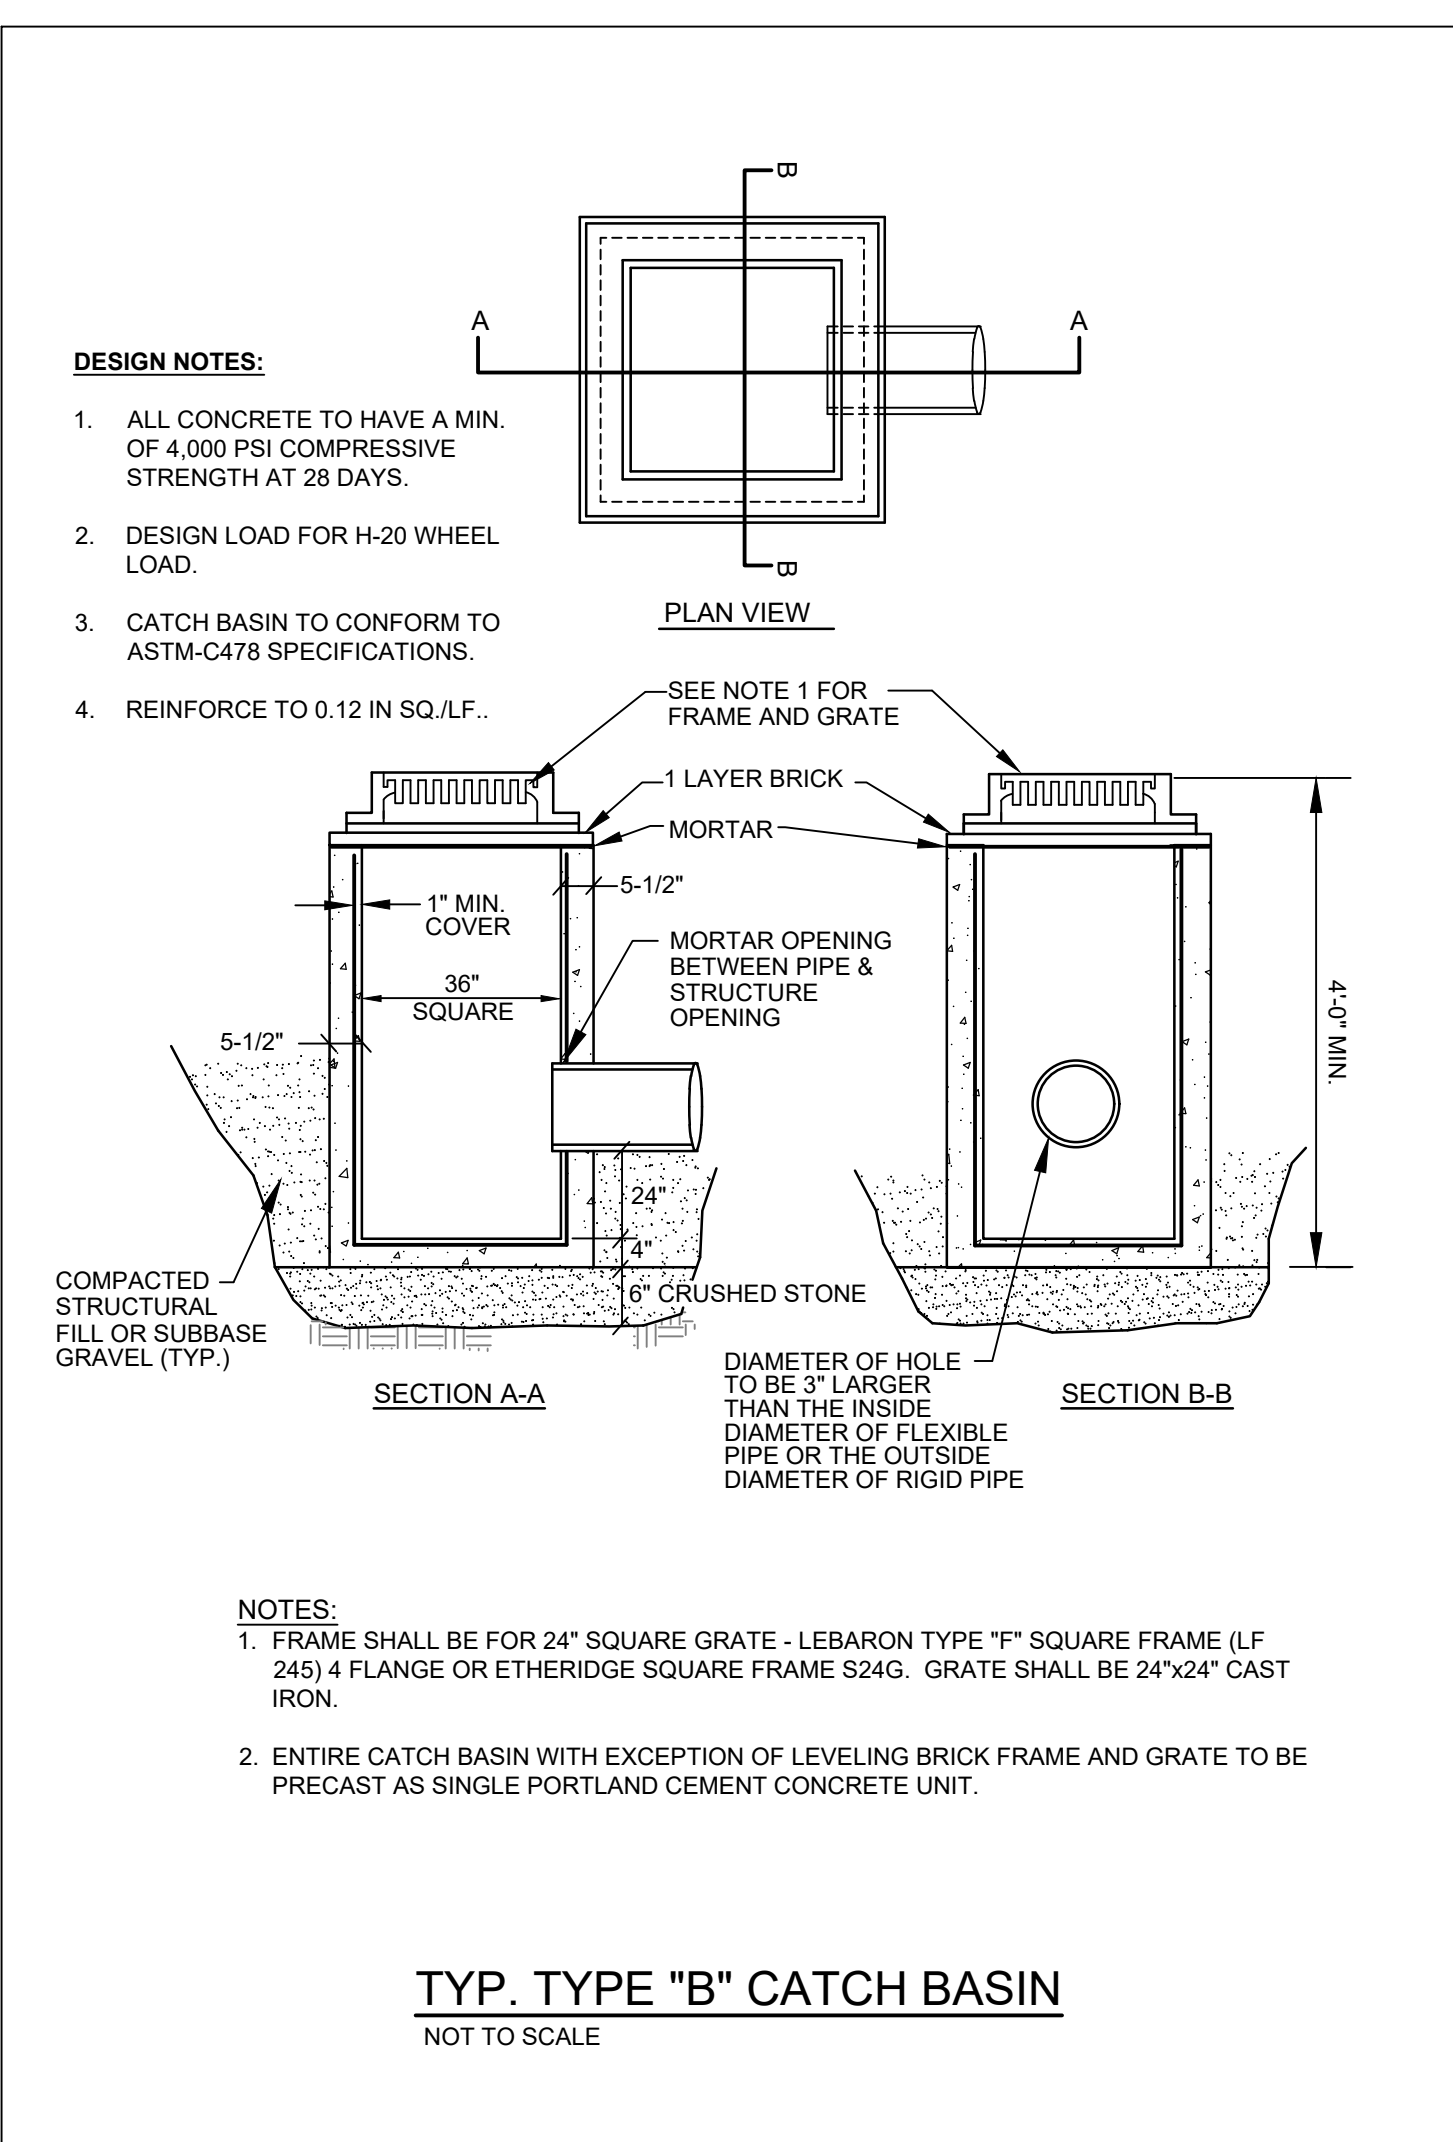 B
A
A
B
PLAN VIEW
DESIGN NOTES:
1. ALL CONCRETE TO HAVE A MIN.
OF 4,000 PSI COMPRESSIVE
STRENGTH AT 28 DAYS.
2. DESIGN LOAD FOR H-20 WHEEL
LOAD.
3. CATCH BASIN TO CONFORM TO
ASTM-C478 SPECIFICATIONS.
4. REINFORCE TO 0.12 IN SQ./LF..
SEE NOTE 1 FOR
FRAME AND GRATE
1 LAYER BRICK
MORTAR
5-1/2"
1" MIN.
COVER
MORTAR OPENING
BETWEEN PIPE &
STRUCTURE
OPENING
36"
SQUARE
5-1/2"
4'-0" MIN.
24"
4"
6" CRUSHED STONE
COMPACTED
STRUCTURAL
FILL OR SUBBASE
GRAVEL (TYP.)
SECTION A-A
DIAMETER OF HOLE
TO BE 3" LARGER
THAN THE INSIDE
DIAMETER OF FLEXIBLE
PIPE OR THE OUTSIDE
DIAMETER OF RIGID PIPE
SECTION B-B
NOTES:
1. FRAME SHALL BE FOR 24" SQUARE GRATE - LEBARON TYPE "F" SQUARE FRAME (LF
245) 4 FLANGE OR ETHERIDGE SQUARE FRAME S24G. GRATE SHALL BE 24"x24" CAST
IRON.
2. ENTIRE CATCH BASIN WITH EXCEPTION OF LEVELING BRICK FRAME AND GRATE TO BE
PRECAST AS SINGLE PORTLAND CEMENT CONCRETE UNIT.
TYP. TYPE "B" CATCH BASIN
NOT TO SCALE